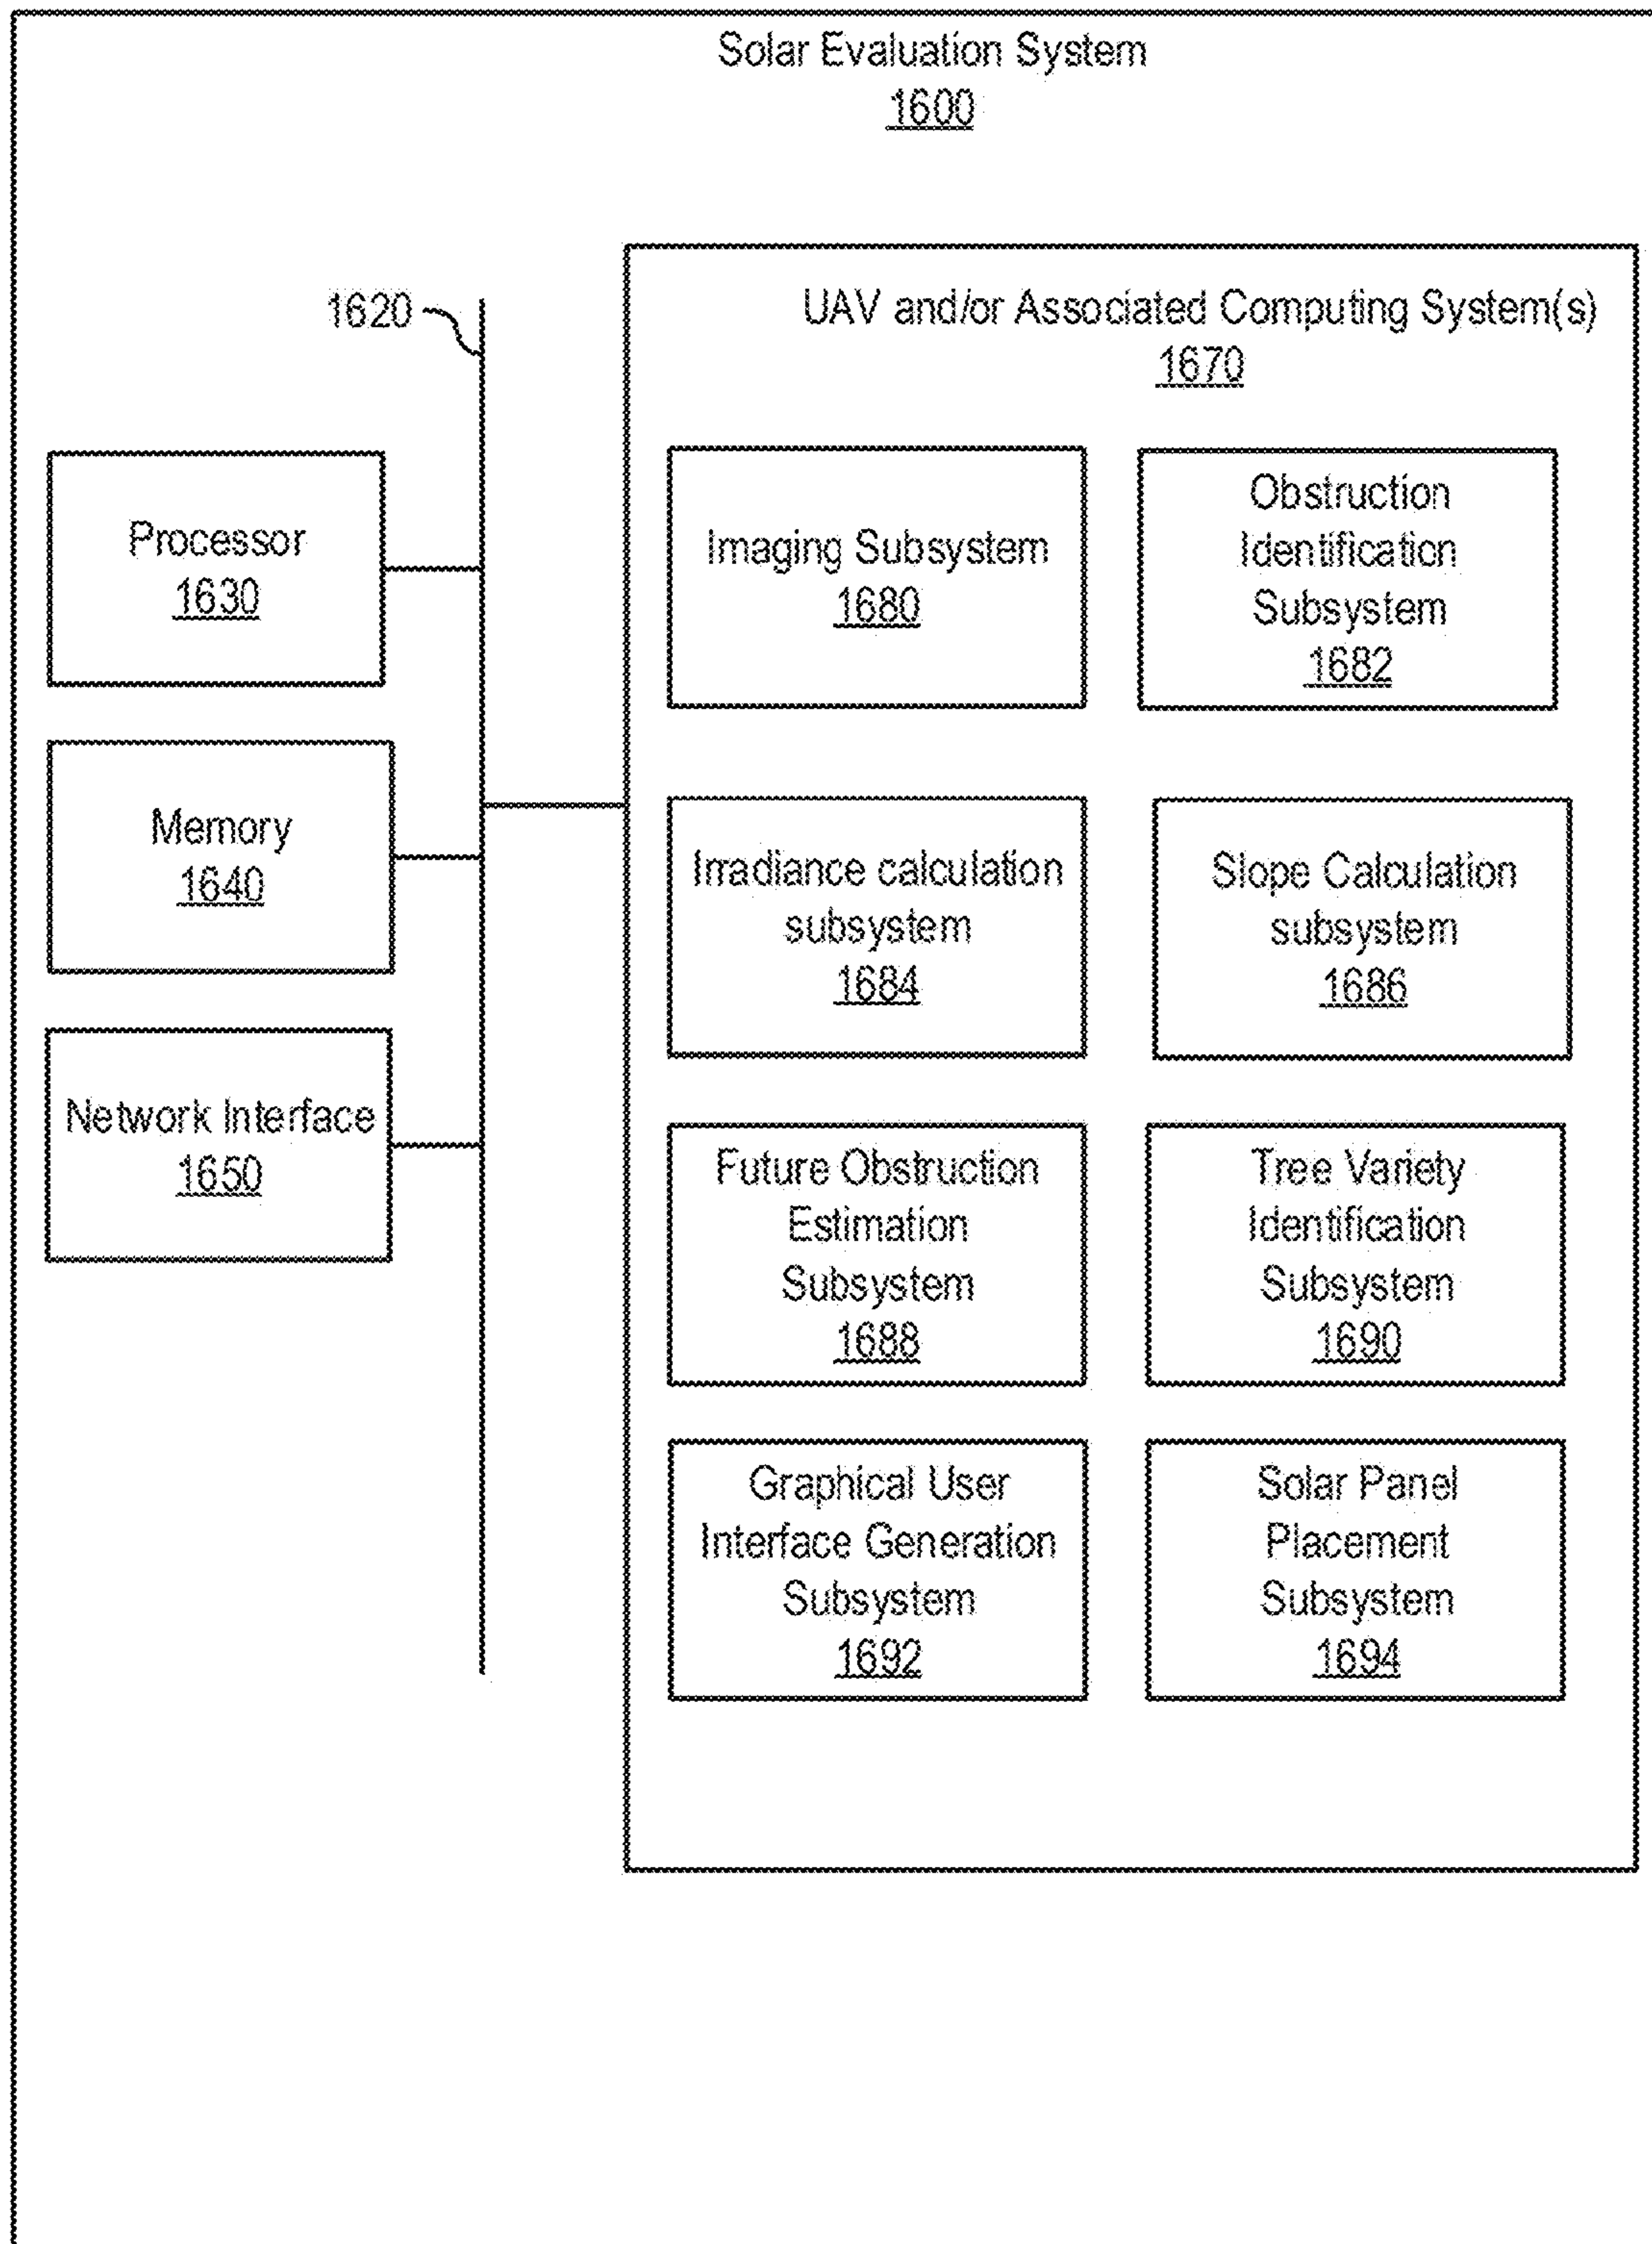 Solar Evaluation System
1600
1620
UAV and/or Associated Computing System(s)
1670
Processor
1630
Memory
1640
Network Interface
1650
Imaging Subsystem
1680
Obstruction
Identification
Subsystem
1682
Irradiance calculation
subsystem
1684
Slope Calculation
subsystem
1686
Future Obstruction
Estimation
Subsystem
1688
Tree Variety
Identification
Subsystem
1690
Graphical User
Interface Generation
Subsystem
1692
Solar Panel
Placement
Subsystem
1694